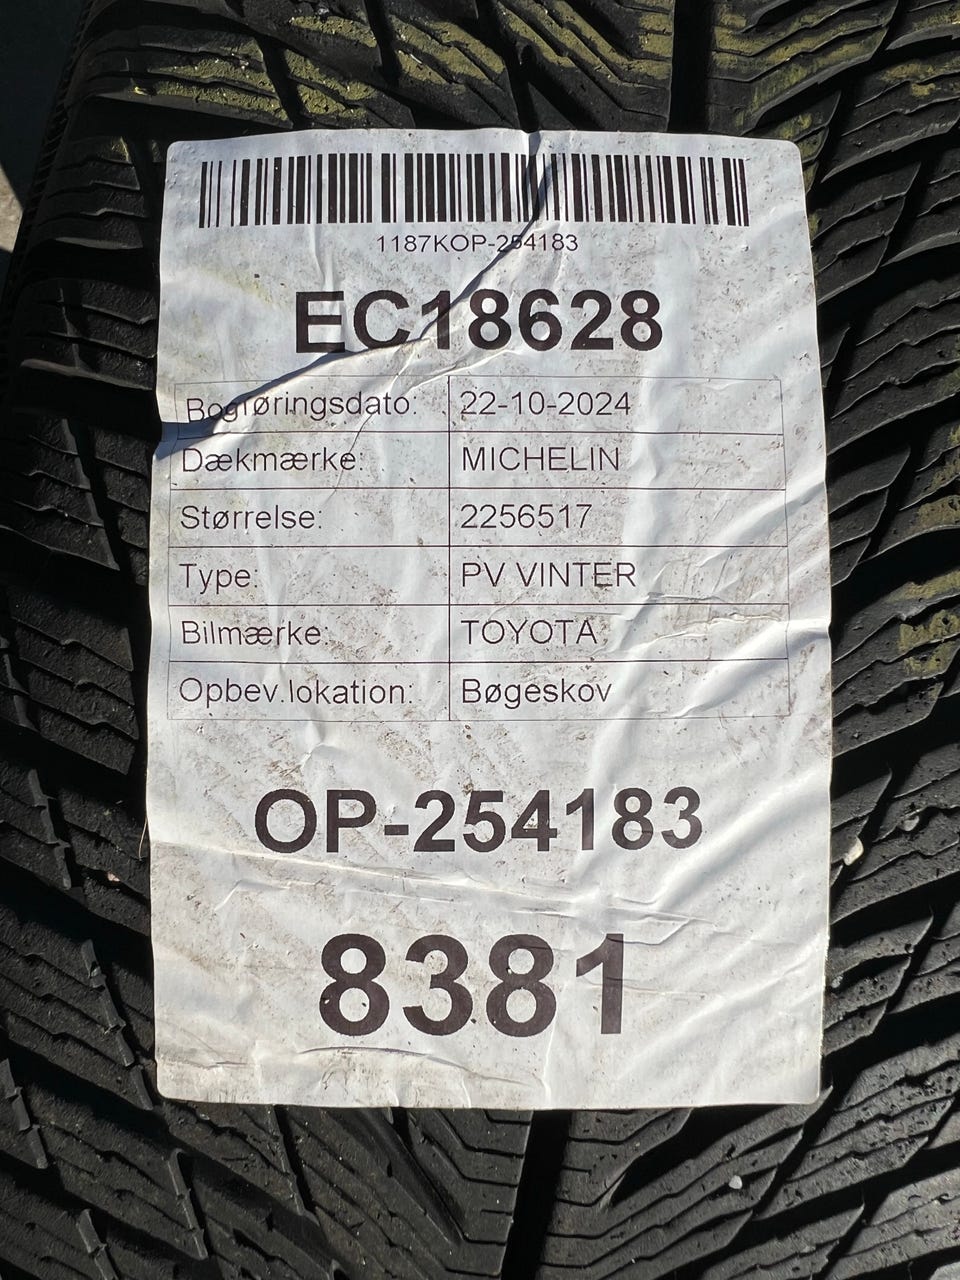 1187KOP-254183
EC18628
Bogføringsdato: 22-10-2024
Dækmærke: MICHELIN
Størrelse: 2256517
Type: PV VINTER
Bilmærke: TOYOTA
Opbev.lokation: Bøgeskov
OP-254183
8381